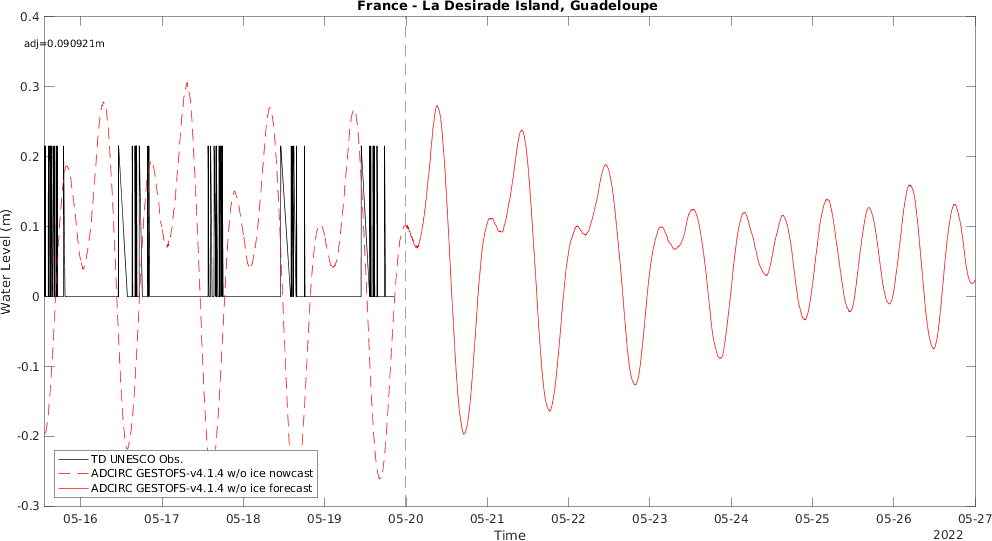 France - La Desirade Island, Guadeloupe
adj=0.090921m
0.4
0.3
0.2
0.1
0
-0.1
-0.2
-0.3
Water Level (m)
TD UNESCO Obs.
ADCIRC GESTOFS-v4.1.4 w/o ice nowcast
ADCIRC GESTOFS-v4.1.4 w/o ice forecast
05-16 05-17 05-18 05-19 05-20 05-21 05-22 05-23 05-24 05-25 05-26 05-27
Time
2022